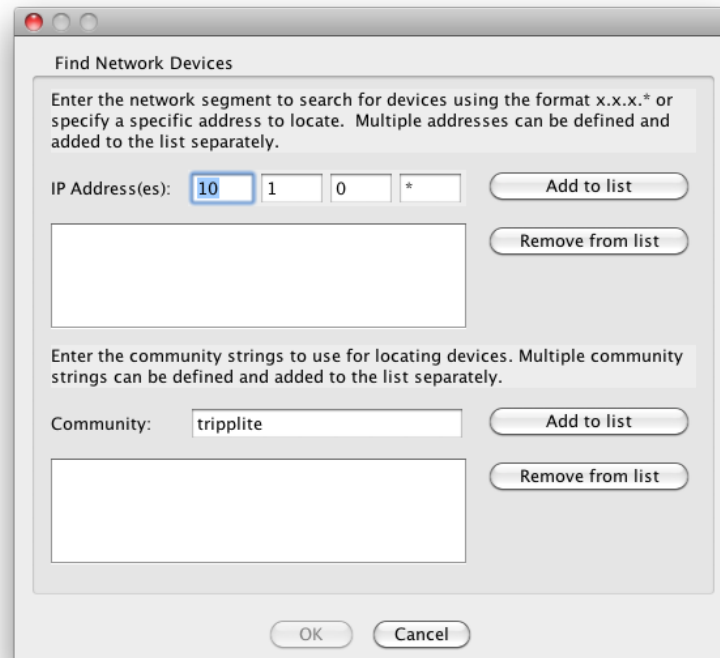 Find Network Devices
Enter the network segment to search for devices using the format x.x.x.* or
specify a specific address to locate.  Multiple addresses can be defined and
added to the list separately.
IP Address(es): 10 1 0 * Add to list
Remove from list
Enter the community strings to use for locating devices. Multiple community
strings can be defined and added to the list separately.
Community: tripplite Add to list
Remove from list
OK Cancel